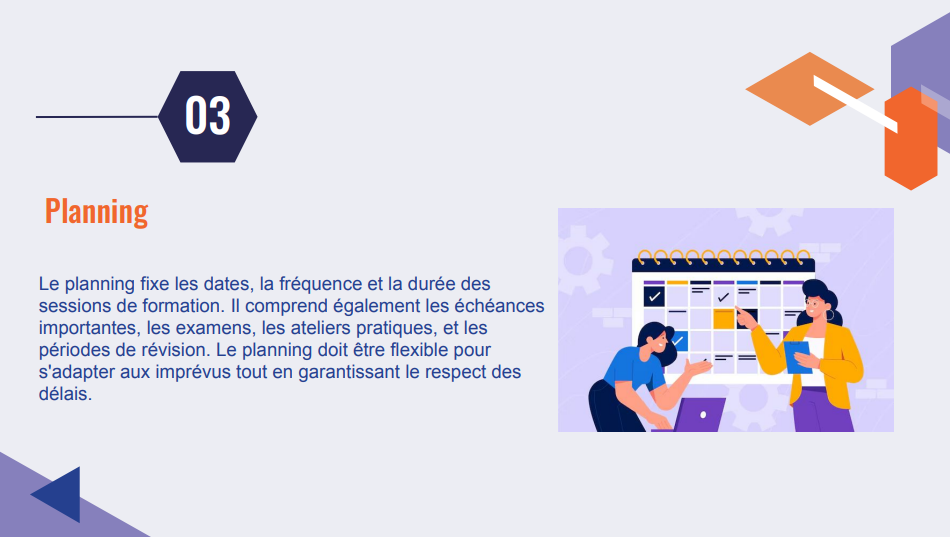 03
Planning
Le planning fixe les dates, la fréquence et la durée des
sessions de formation. Il comprend également les échéances
importantes, les examens, les ateliers pratiques, et les
périodes de révision. Le planning doit être flexible pour
s'adapter aux imprévus tout en garantissant le respect des
délais.